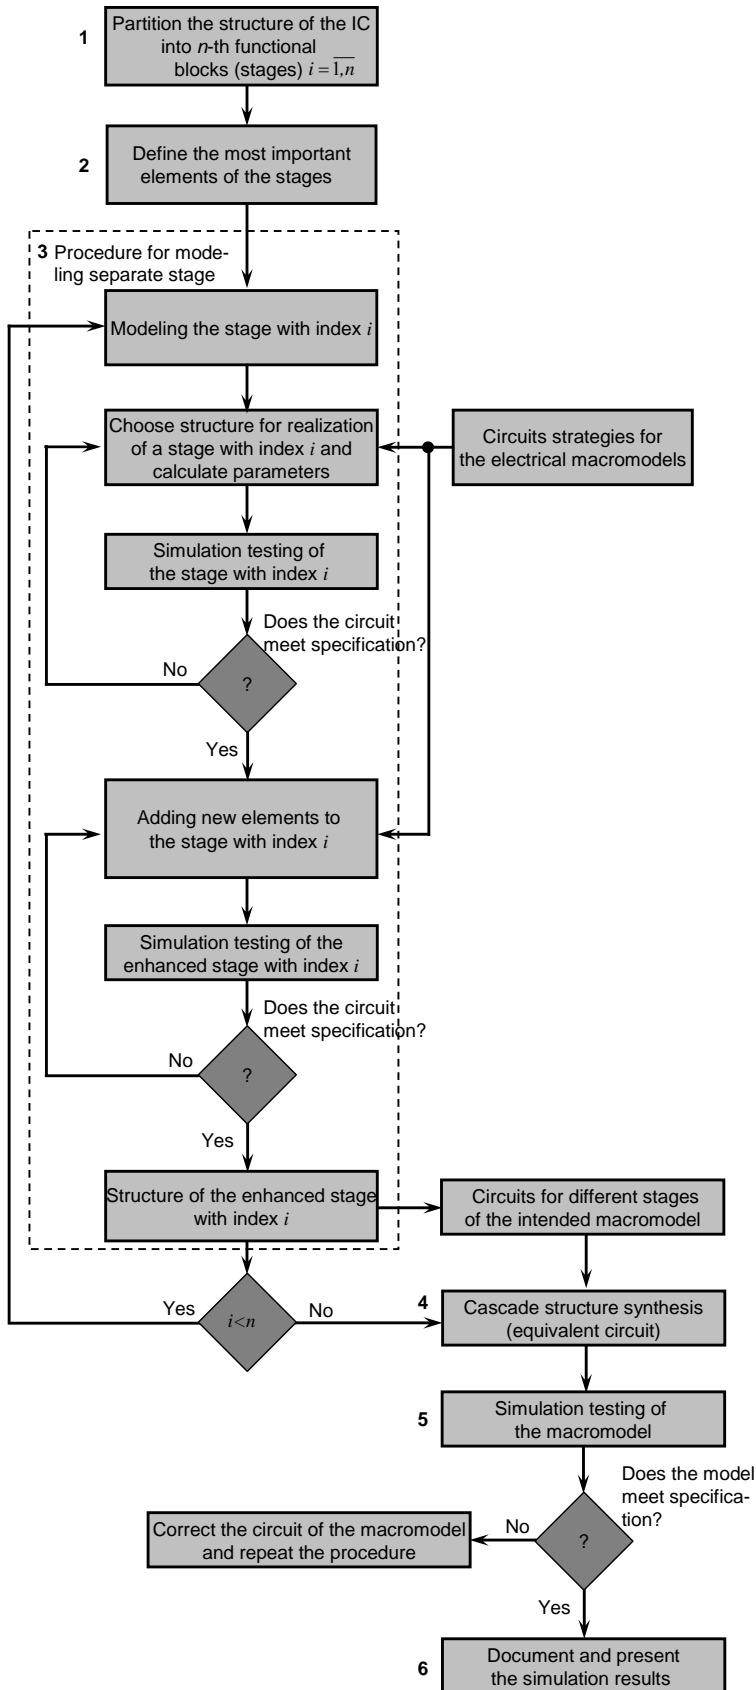 1
Partition the structure of the IC
into n-th functional
blocks (stages) i = 1,n
2
Define the most important
elements of the stages
3 Procedure for mode-
ling separate stage
Modeling the stage with index i
Choose structure for realization
of a stage with index i and
calculate parameters
Circuits strategies for
the electrical macromodels
Simulation testing of
the stage with index i
Does the circuit
meet specification?
No
?
Yes
Adding new elements to
the stage with index i
Simulation testing of the
enhanced stage with index i
Does the circuit
meet specification?
No
?
Yes
Structure of the enhanced stage
with index i
Circuits for different stages
of the intended macromodel
Yes
i<n
No
4
Cascade structure synthesis
(equivalent circuit)
5
Simulation testing of
the macromodel
Does the model
meet specifica-
tion?
Correct the circuit of the macromodel
and repeat the procedure
No
?
Yes
6
Document and present
the simulation results